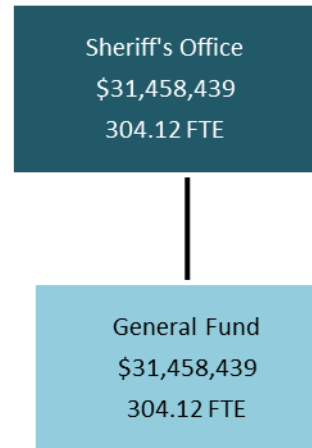 Sheriff's Office
$31,458,439
304.12 FTE
General Fund
$31,458,439
304.12 FTE